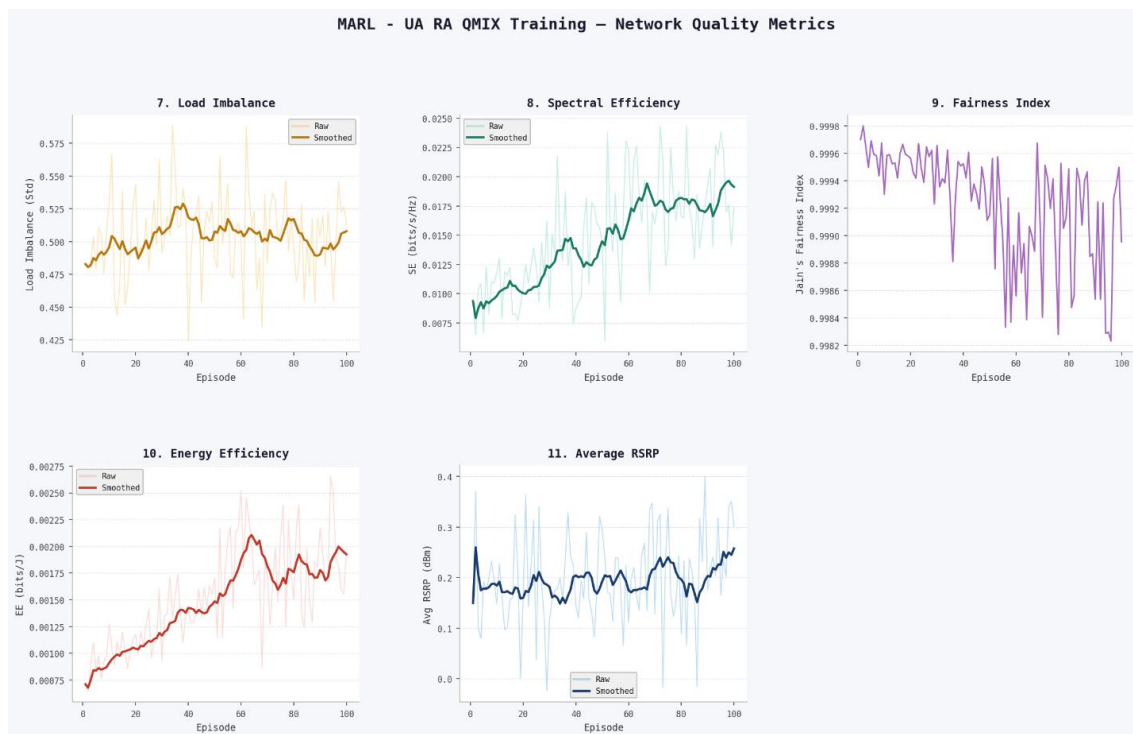 MARL - UA RA QMIX Training — Network Quality Metrics
7. Load Imbalance
Load Imbalance (Std)
0.575
0.550
0.525
0.500
0.475
0.450
0.425
Raw
Smoothed
0 20 40 60 80 100
Episode
8. Spectral Efficiency
SE (bits/s/Hz)
0.0250
0.0225
0.0200
0.0175
0.0150
0.0125
0.0100
0.0075
Raw
Smoothed
0 20 40 60 80 100
Episode
9. Fairness Index
Jain's Fairness Index
0.9998
0.9996
0.9994
0.9992
0.9990
0.9988
0.9986
0.9984
0.9982
0 20 40 60 80 100
Episode
10. Energy Efficiency
EE (bits/J)
0.00275
0.00250
0.00225
0.00200
0.00175
0.00150
0.00125
0.00100
0.00075
Raw
Smoothed
0 20 40 60 80 100
Episode
11. Average RSRP
Avg RSRP (dBm)
0.4
0.3
0.2
0.1
0.0
Raw
Smoothed
0 20 40 60 80 100
Episode